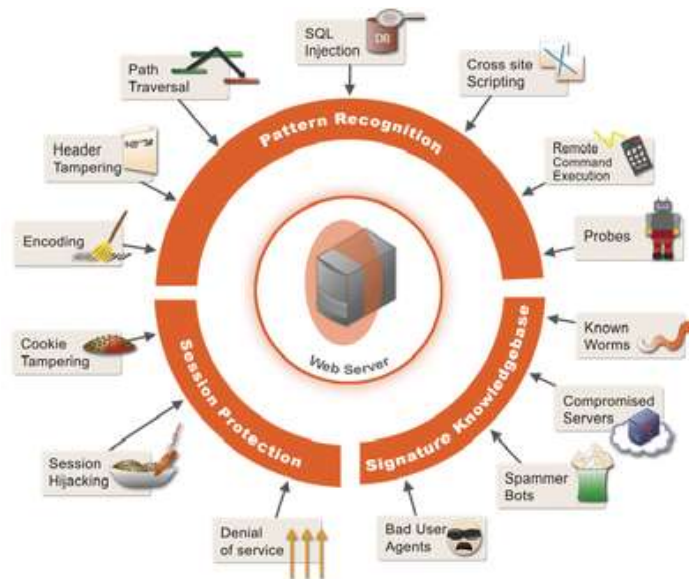 SQL
Injection
DB
Path
Traversal
Cross site
Scripting
Pattern Recognition
Header
Tampering
Remote
Command
Execution
Encoding
Probes
Web Server
Cookie
Tampering
Known
Worms
Session Protection
Signature Knowledgebase
Compromised
Servers
Session
Hijacking
Spammer
Bots
Denial
of service
Bad User
Agents